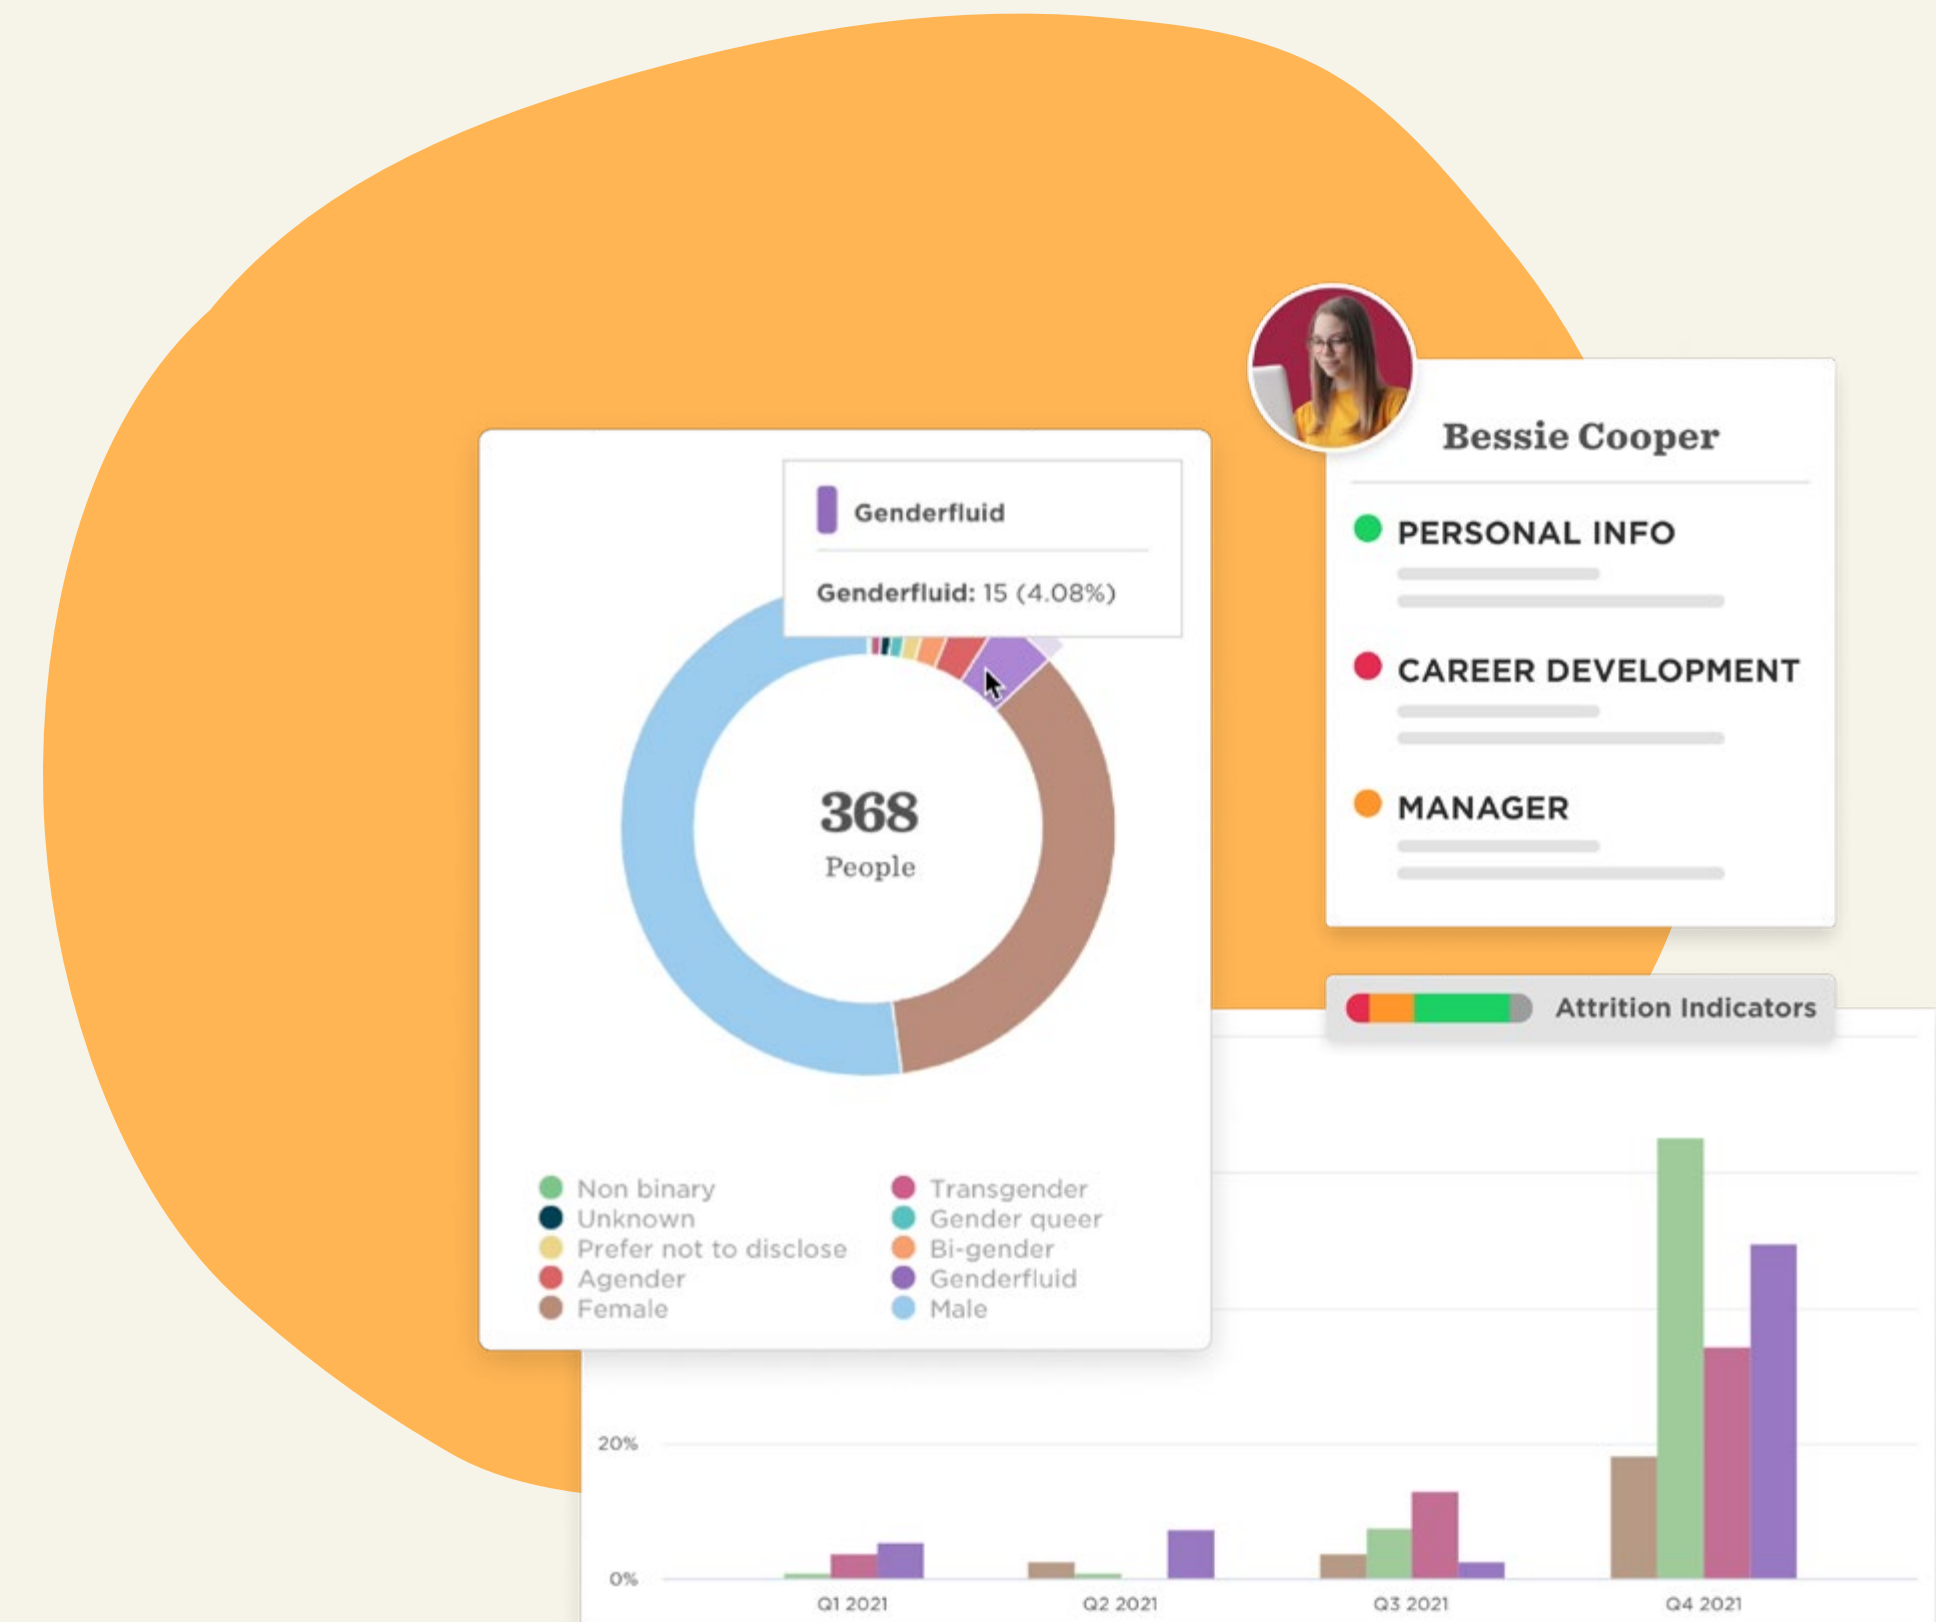 Genderfluid
Genderfluid: 15 (4.08%)
368
People
Non binary
Unknown
Prefer not to disclose
Agender
Female
Transgender
Gender queer
Bi-gender
Genderfluid
Male
Bessie Cooper
PERSONAL INFO
CAREER DEVELOPMENT
MANAGER
Attrition Indicators
20%
0%
Q1 2021
Q2 2021
Q3 2021
Q4 2021